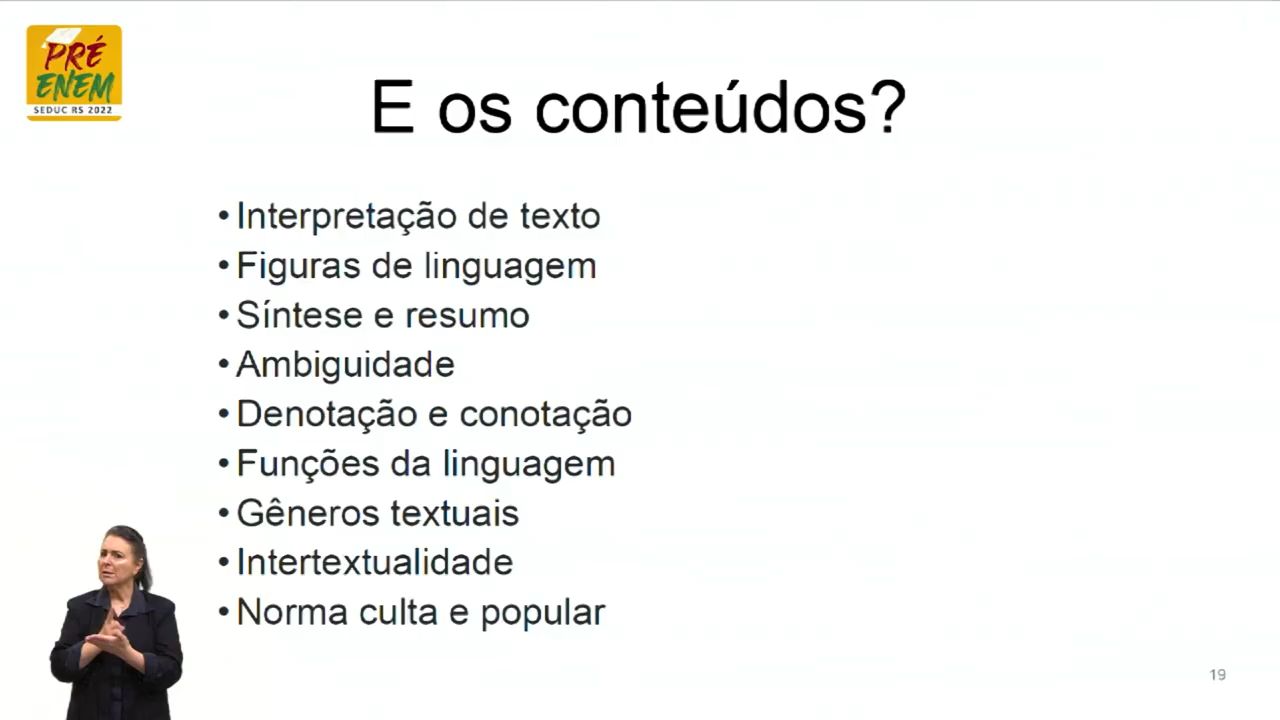 PRÉ
ENEM
SEDUC RS 2022
E os conteúdos?
• Interpretação de texto
• Figuras de linguagem
• Síntese e resumo
• Ambiguidade
• Denotação e conotação
• Funções da linguagem
• Gêneros textuais
• Intertextualidade
• Norma culta e popular
19